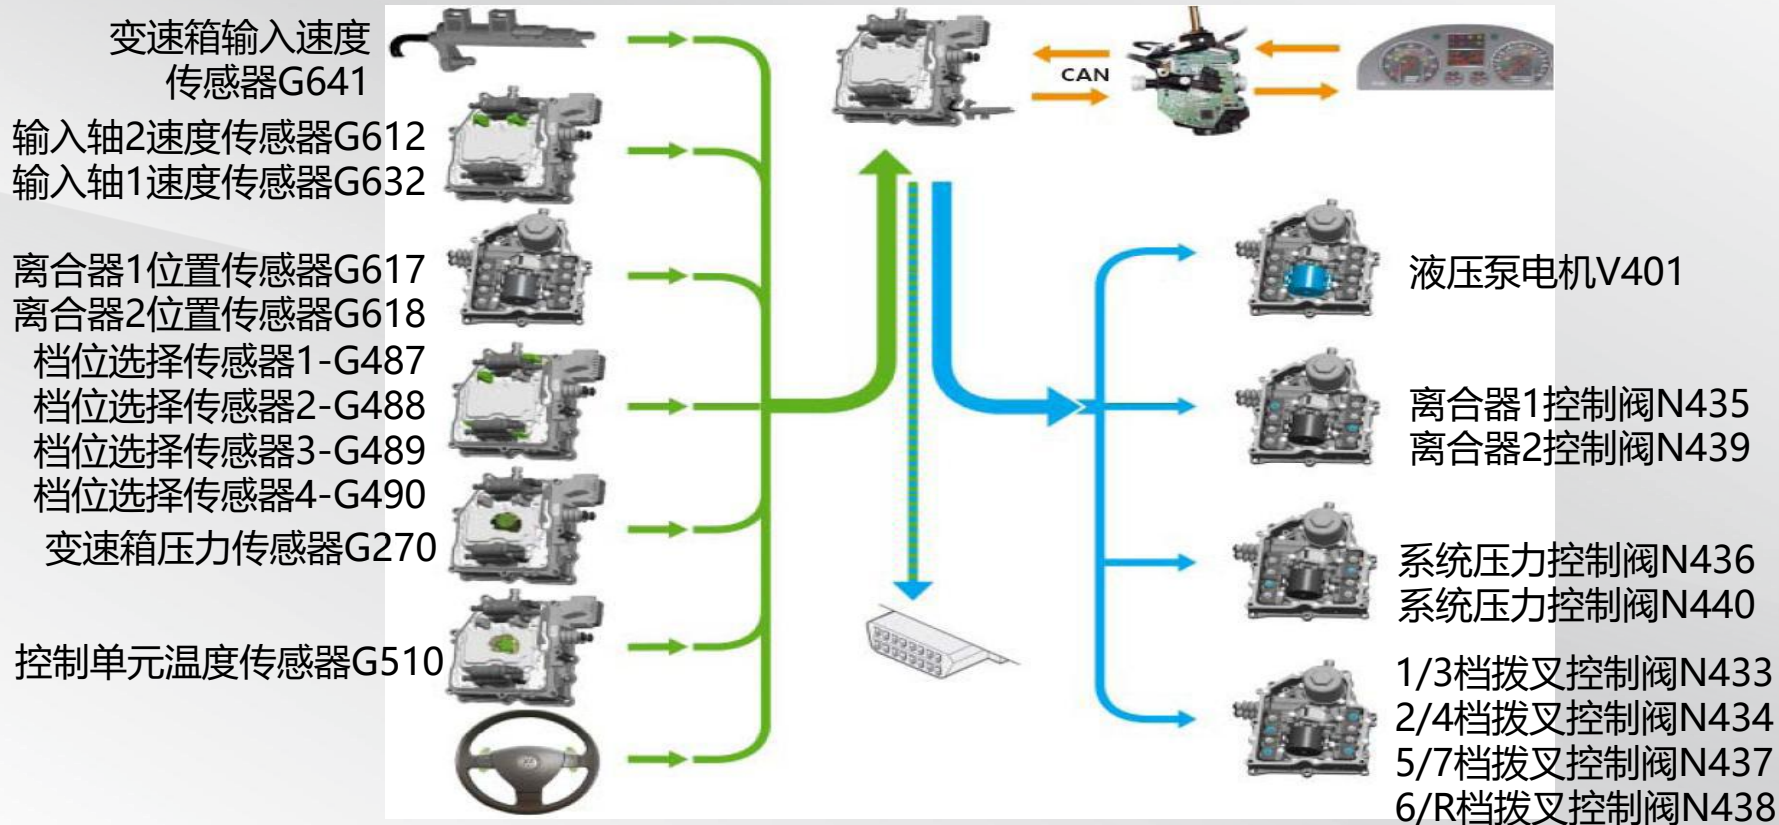 变速箱输入速度
传感器G641
输入轴2速度传感器G612
输入轴1速度传感器G632
离合器1位置传感器G617
离合器2位置传感器G618
档位选择传感器1-G487
档位选择传感器2-G488
档位选择传感器3-G489
档位选择传感器4-G490
变速箱压力传感器G270
控制单元温度传感器G510
CAN
液压泵电机V401
离合器1控制阀N435
离合器2控制阀N439
系统压力控制阀N436
系统压力控制阀N440
1/3档拨叉控制阀N433
2/4档拨叉控制阀N434
5/7档拨叉控制阀N437
6/R档拨叉控制阀N438